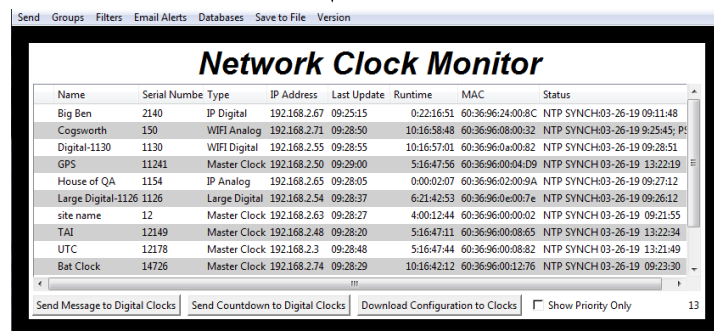 Send Groups Filters Email Alerts Databases Save to File Version
Network Clock Monitor
Name Serial Numbe Type IP Address Last Update Runtime MAC Status
Big Ben 2140 IP Digital 192.168.2.67 09:25:15 0:22:16:51 60:36:96:24:00:8C NTP SYNCH:03-26-19 09:11:48
Cogsworth 150 WIFI Analog 192.168.2.71 09:28:50 10:16:58:48 60:36:96:08:00:32 NTP SYNCH:03-26-19 9:25:45; P
Digital-1130 1130 WIFI Digital 192.168.2.55 09:28:55 10:16:57:01 60:36:96:0a:00:82 NTP SYNCH:03-26-19 09:28:51
GPS 11241 Master Clock 192.168.2.50 09:29:00 5:16:47:56 60:36:96:00:04:D9 NTP SYNCH 03-26-19 13:22:19
House of QA 1154 IP Analog 192.168.2.65 09:28:05 0:00:02:07 60:36:96:02:00:9A NTP SYNCH:03-26-19 09:27:12
Large Digital-1126 1126 Large Digital 192.168.2.54 09:28:37 6:21:42:53 60:36:96:0e:00:7e NTP SYNCH:03-26-19 09:26:12
site name 12 Master Clock 192.168.2.63 09:28:27 4:00:12:44 60:36:96:00:00:02 NTP SYNCH 03-26-19 09:21:55
TAI 12149 Master Clock 192.168.2.48 09:28:20 5:16:47:11 60:36:96:00:08:65 NTP SYNCH 03-26-19 13:22:34
UTC 12178 Master Clock 192.168.2.3 09:28:48 5:16:47:44 60:36:96:00:08:82 NTP SYNCH 03-26-19 13:21:49
Bat Clock 14726 Master Clock 192.168.2.74 09:28:29 10:16:42:12 60:36:96:00:12:76 NTP SYNCH 03-26-19 09:23:30
Send Message to Digital Clocks Send Countdown to Digital Clocks Download Configuration to Clocks Show Priority Only 13